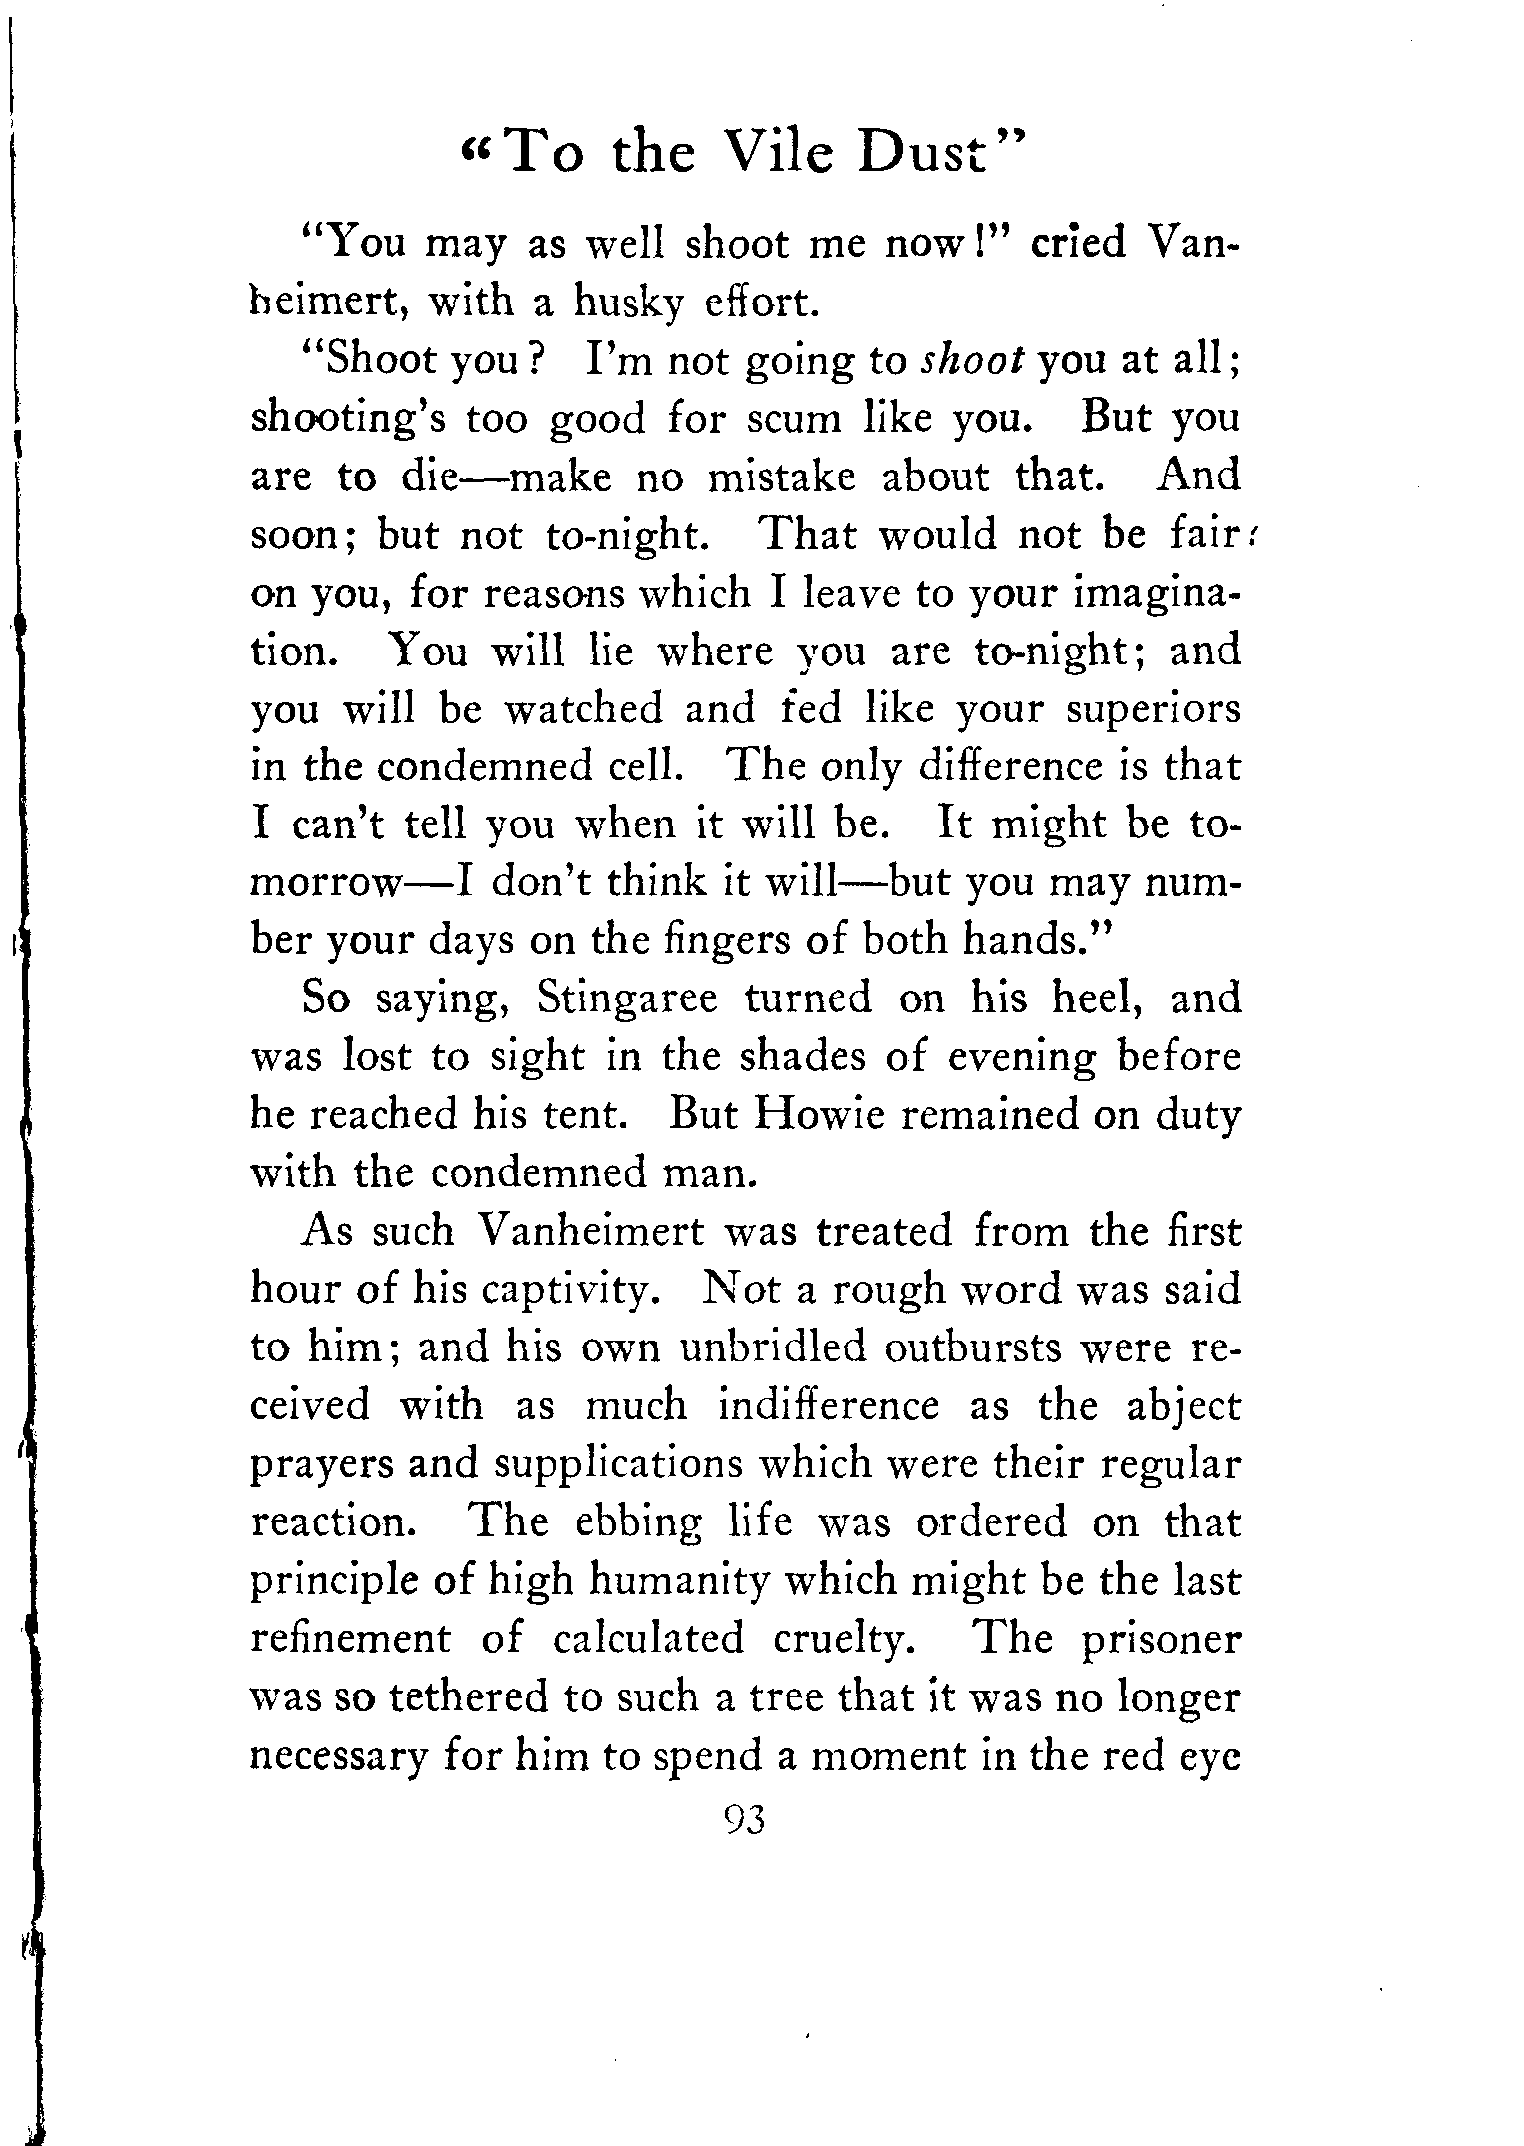 “To the Vile Dust”
“You may as well shoot me now!” cried Van-
heimert, with a husky effort.
“Shoot you? I’m not going to shoot you at all;
shooting’s too good for scum like you. But you
are to die—make no mistake about that. And
soon; but not to-night. That would not be fair
on you, for reasons which I leave to your imagina-
tion. You will lie where you are to-night; and
you will be watched and fed like your superiors
in the condemned cell. The only difference is that
I can’t tell you when it will be. It might be to-
morrow—I don’t think it will—but you may num-
ber your days on the fingers of both hands.”
So saying, Stingaree turned on his heel, and
was lost to sight in the shades of evening before
he reached his tent. But Howie remained on duty
with the condemned man.
As such Vanheimert was treated from the first
hour of his captivity. Not a rough word was said
to him; and his own unbridled outbursts were re-
ceived with as much indifference as the abject
prayers and supplications which were their regular
reaction. The ebbing life was ordered on that
principle of high humanity which might be the last
refinement of calculated cruelty. The prisoner
was so tethered to such a tree that it was no longer
necessary for him to spend a moment in the red eye
93